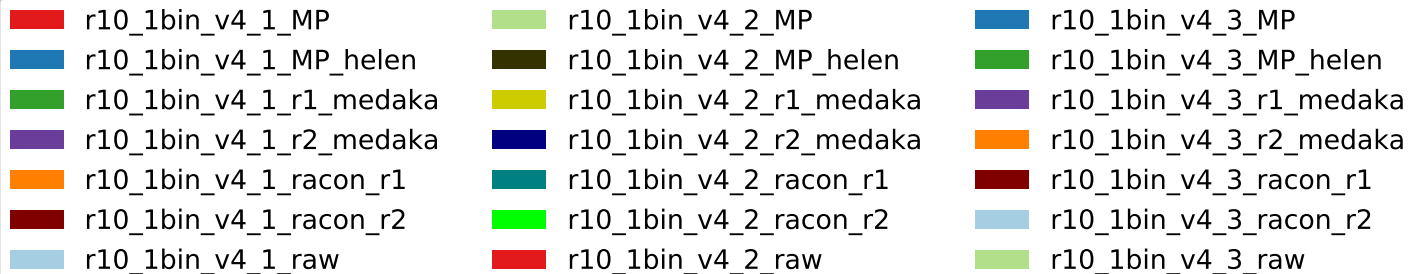 r10_1bin_v4_1_MP
r10_1bin_v4_1_MP_helen
r10_1bin_v4_1_r1_medaka
r10_1bin_v4_1_r2_medaka
r10_1bin_v4_1_racon_r1
r10_1bin_v4_1_racon_r2
r10_1bin_v4_1_raw
r10_1bin_v4_2_MP
r10_1bin_v4_2_MP_helen
r10_1bin_v4_2_r1_medaka
r10_1bin_v4_2_r2_medaka
r10_1bin_v4_2_racon_r1
r10_1bin_v4_2_racon_r2
r10_1bin_v4_2_raw
r10_1bin_v4_3_MP
r10_1bin_v4_3_MP_helen
r10_1bin_v4_3_r1_medaka
r10_1bin_v4_3_r2_medaka
r10_1bin_v4_3_racon_r1
r10_1bin_v4_3_racon_r2
r10_1bin_v4_3_raw